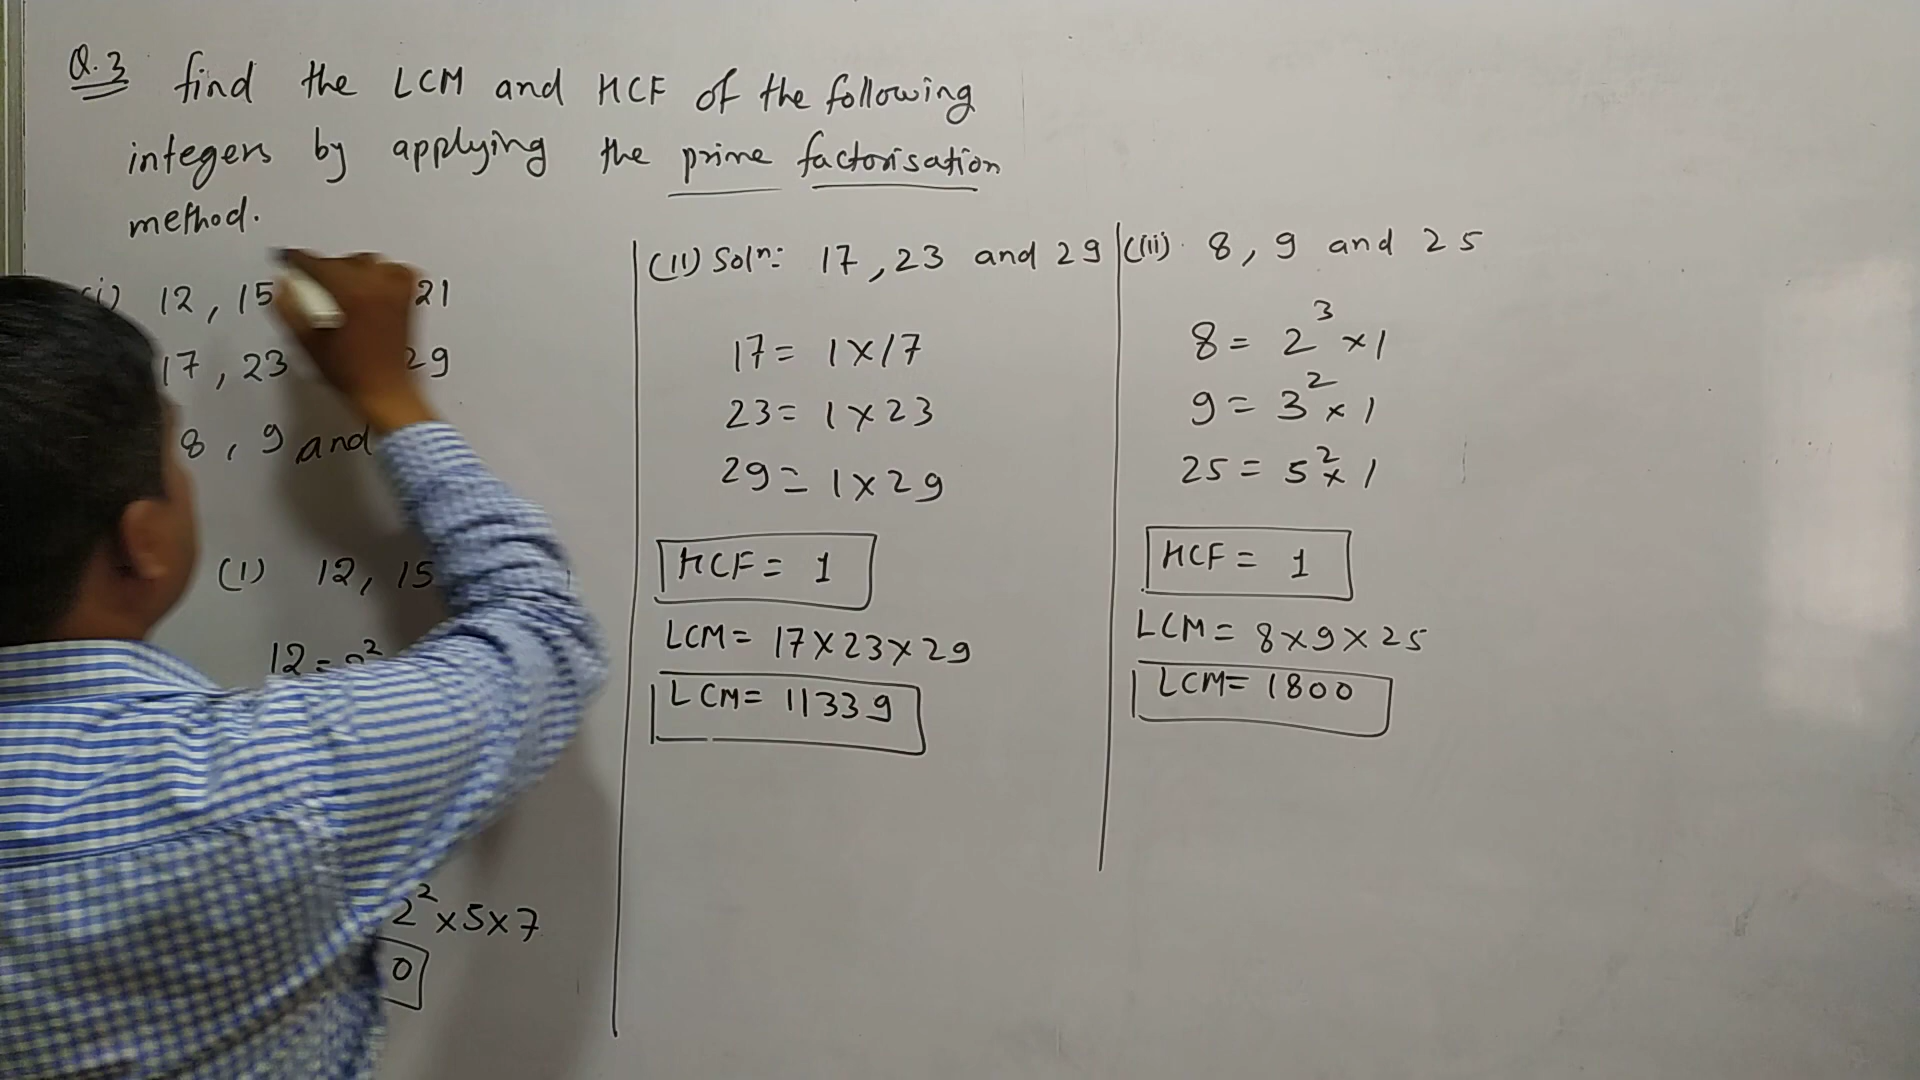 Q.3 find the LCM and HCF of the following
integers by applying the prime factorisation
method.
(i) 12, 15 21
17, 23 29
8, 9 and
(I) 12, 15
12 = 2²
2² x 5 x 7
0
(II) Solⁿ: 17, 23 and 29
17 = 1 x 17
23 = 1 x 23
29 = 1 x 29
HCF = 1
LCM = 17 x 23 x 29
LCM = 11339
(iii) 8, 9 and 25
8 = 2³ x 1
9 = 3² x 1
25 = 5² x 1
HCF = 1
LCM = 8 x 9 x 25
LCM = 1800